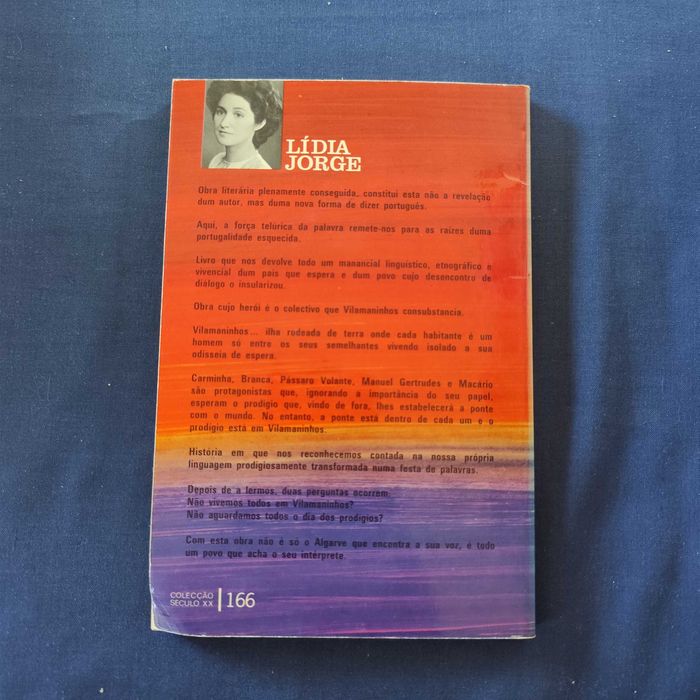 LÍDIA
JORGE
Obra literária plenamente conseguida, constitui esta não a revelação
dum autor, mas duma nova forma de dizer português.
Aqui, a força telúrica da palavra remete-nos para as raízes duma
portugalidade esquecida.
Livro que nos devolve todo um manancial linguístico, etnográfico e
vivencial dum país que espera e dum povo cujo desencontro de
diálogo o insularizou.
Obra cujo herói é o colectivo que Vilamaninhos consubstancia.
Vilamaninhos... ilha rodeada de terra onde cada habitante é um
homem só entre os seus semelhantes vivendo isolado a sua
odisseia de espera.
Carminha, Branca, Pássaro Volante, Manuel Gertrudes e Macário
são protagonistas que, ignorando a importância do seu papel,
esperam o prodígio que, vindo de fora, lhes estabelecerá a ponte
com o mundo. No entanto, a ponte está dentro de cada um e o
prodígio está em Vilamaninhos.
História em que nos reconhecemos contada na nossa própria
linguagem prodigiosamente transformada numa festa de palavras.
Depois de a lermos, duas perguntas ocorrem:
Não vivemos todos em Vilamaninhos?
Não aguardamos todos o dia dos prodígios?
Com esta obra não é só o Algarve que encontra a sua voz, é todo
um povo que acha o seu intérprete.
COLECÇÃO
SÉCULO XX 166